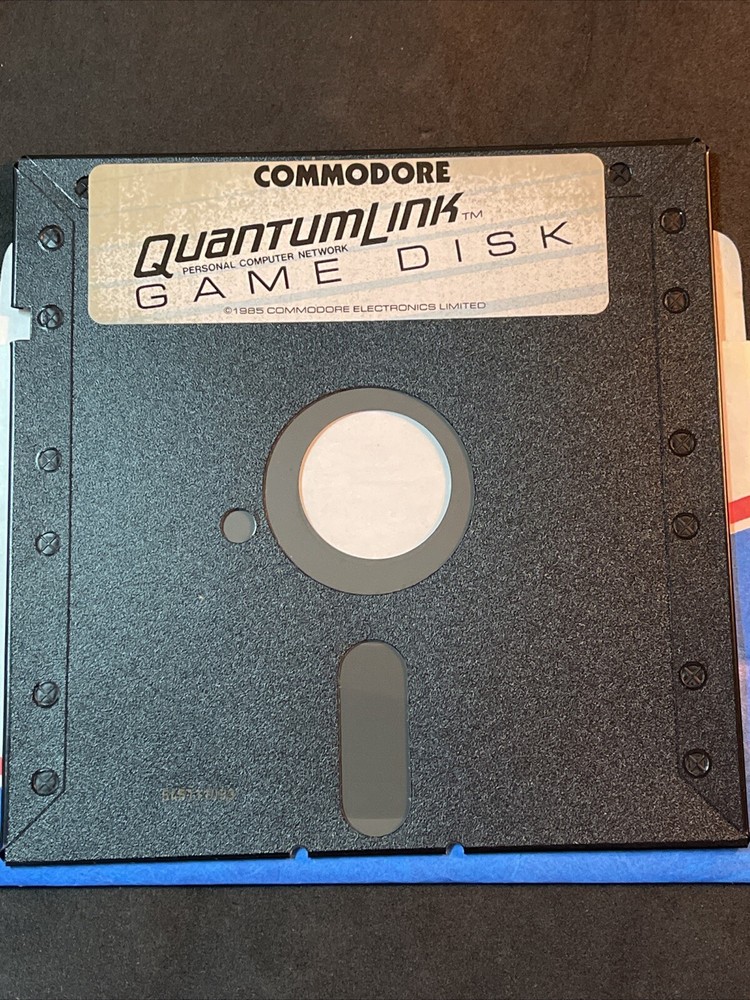 COMMODORE
QUANTUMLINK™
PERSONAL COMPUTER NETWORK
GAME DISK
©1985 COMMODORE ELECTRONICS LIMITED